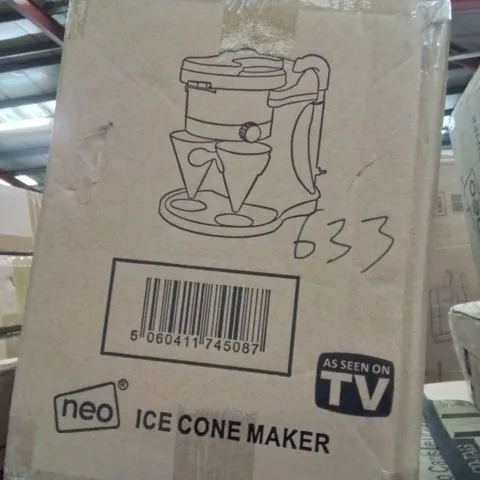 633
5 060411 745087
AS SEEN ON
TV
neo®
ICE CONE MAKER